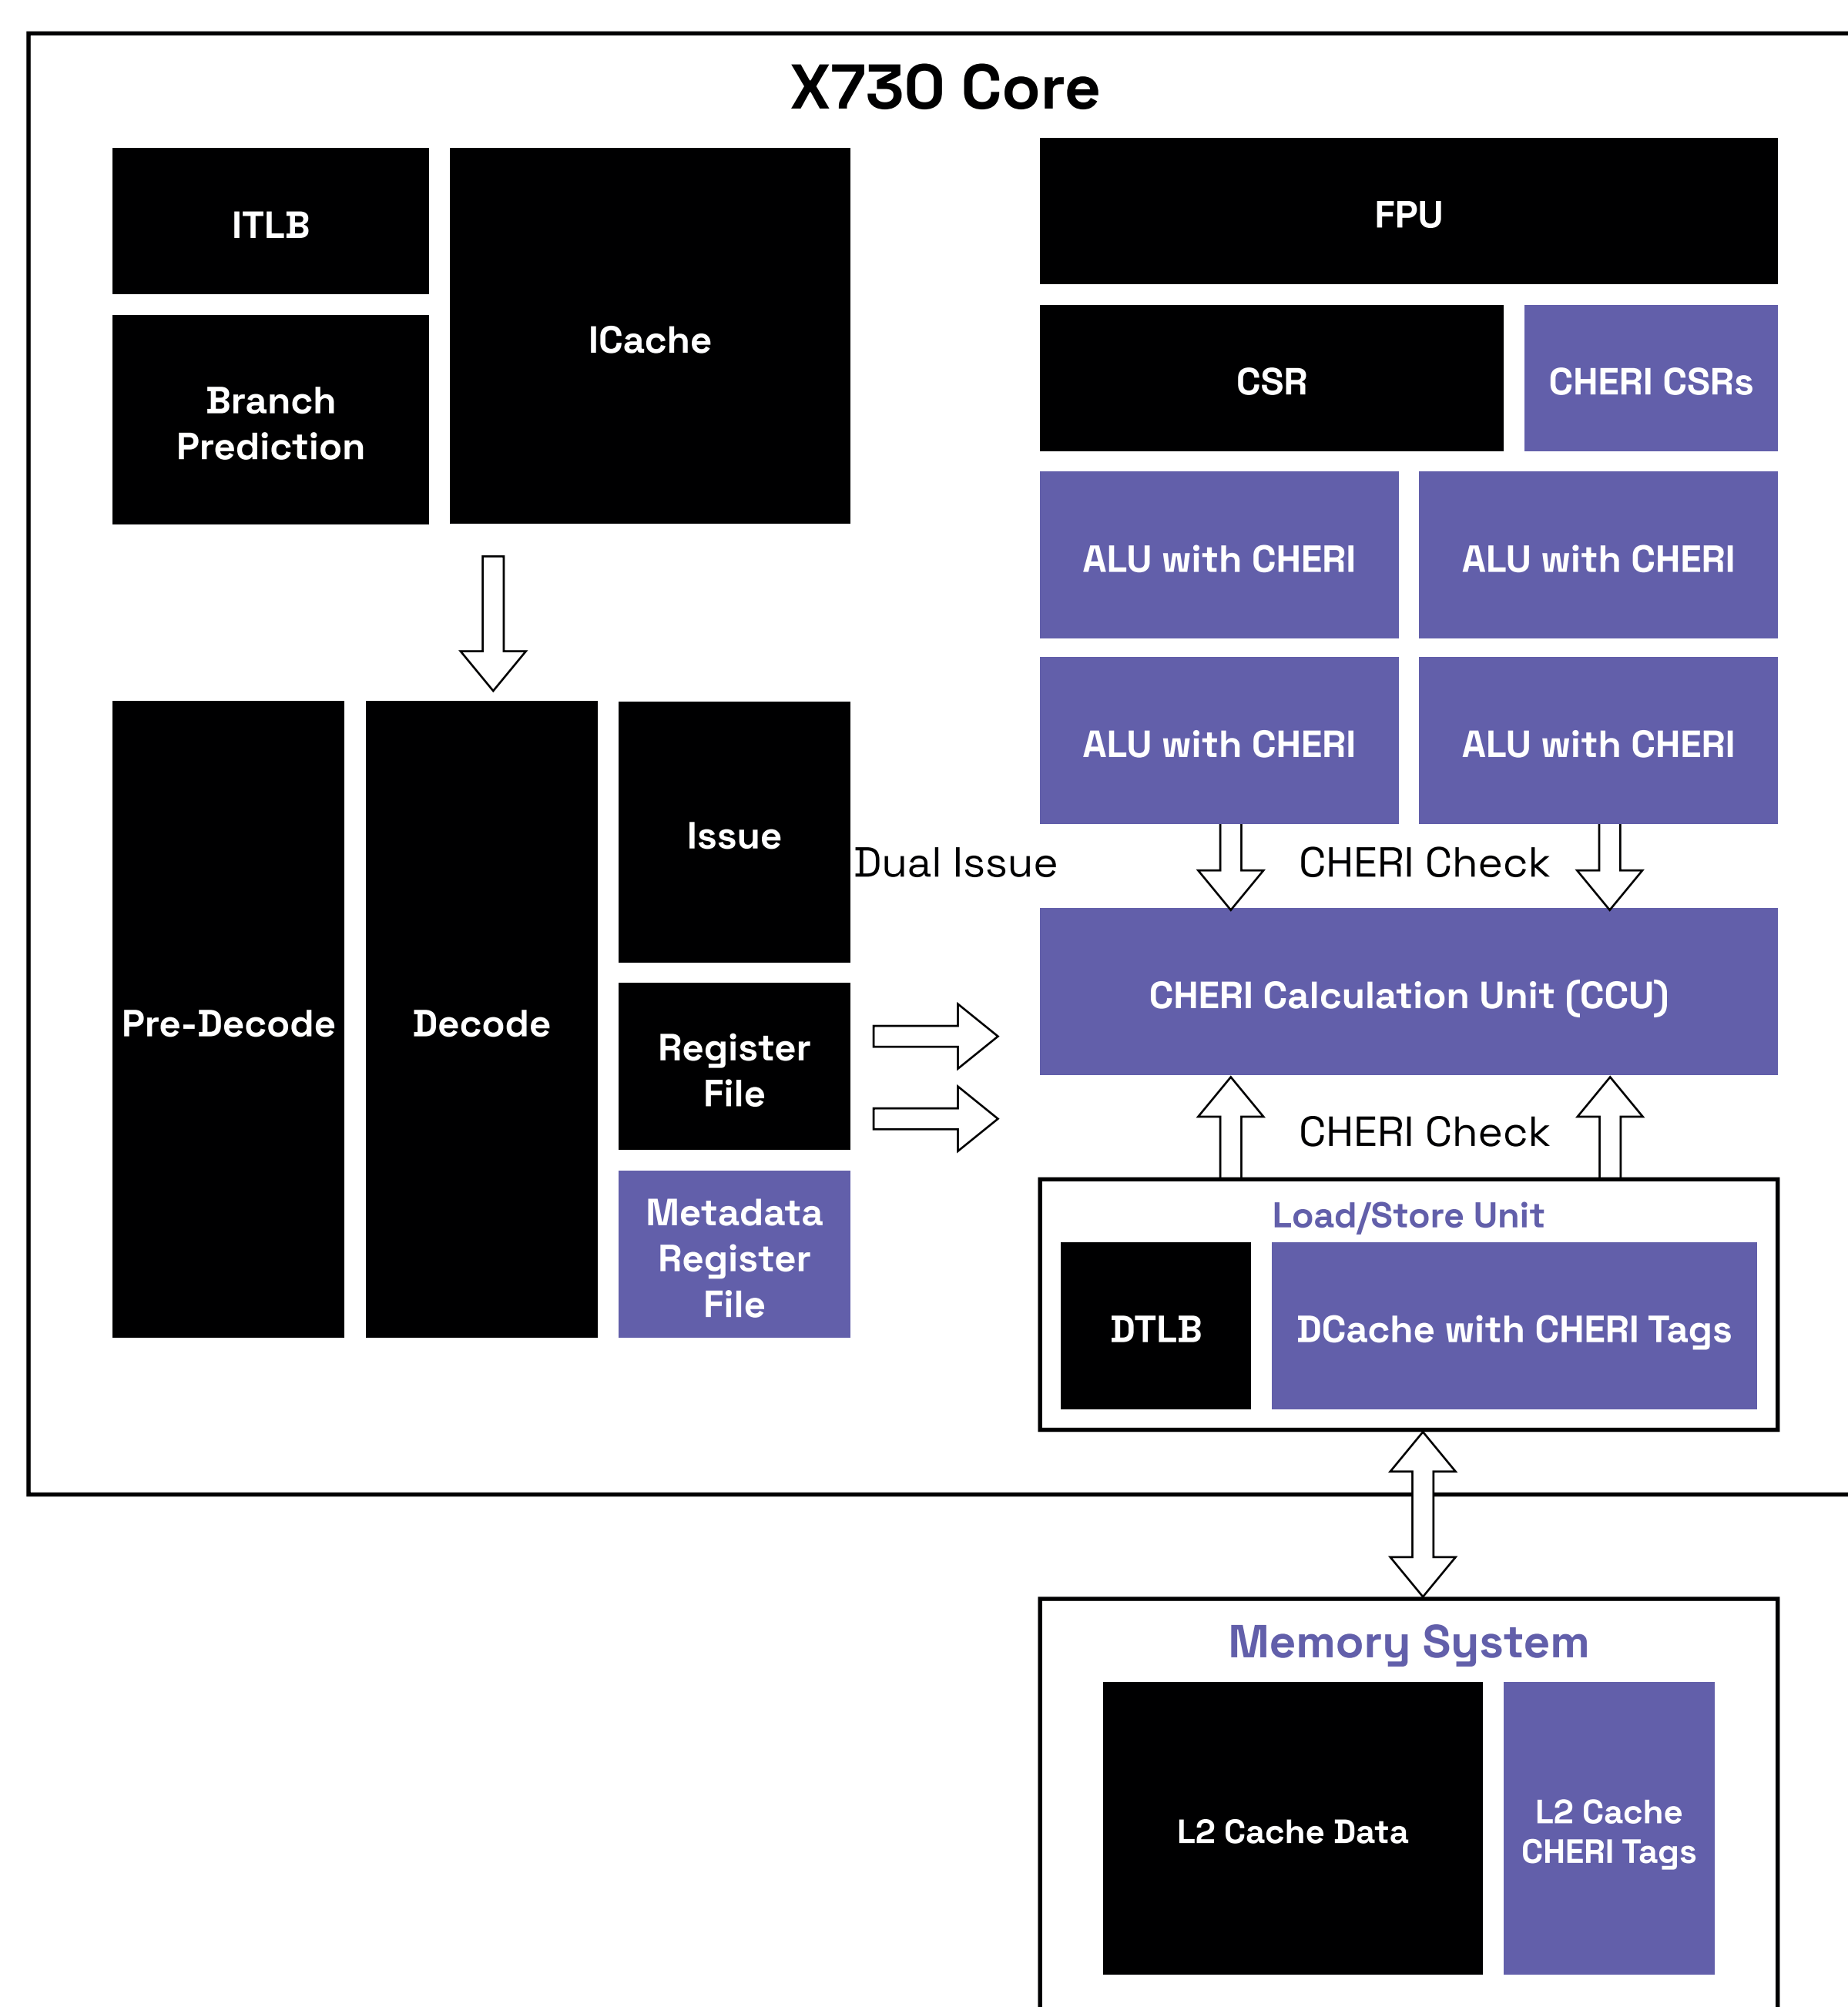 X730 Core
ITLB
ICache
Branch
Prediction
FPU
CSR
CHERI CSRs
ALU with CHERI
ALU with CHERI
ALU with CHERI
ALU with CHERI
Pre-Decode
Decode
Issue
Register
File
Metadata
Register
File
Dual Issue
CHERI Check
CHERI Calculation Unit (CCU)
CHERI Check
Load/Store Unit
DTLB
DCache with CHERI Tags
Memory System
L2 Cache Data
L2 Cache
CHERI Tags